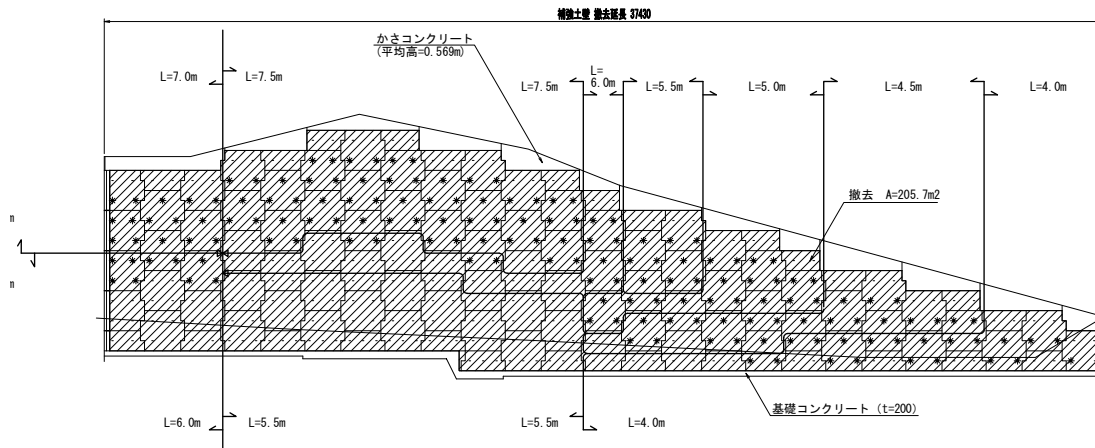 補強土壁 撤去延長 37430
かさコンクリート
(平均高=0.569m)
L=7.0m
L=7.5m
L=7.5m
L=
6.0m
L=5.5m
L=5.0m
L=4.5m
L=4.0m
撤去 A=205.7m2
m
m
基礎コンクリート (t=200)
L=6.0m
L=5.5m
L=5.5m
L=4.0m